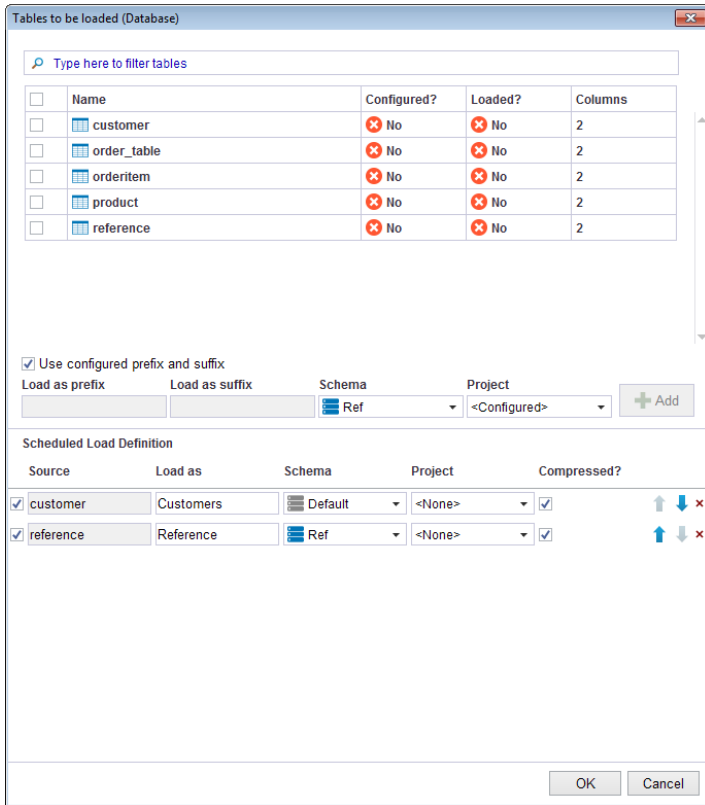 Tables to be loaded (Database)
Type here to filter tables
Name Configured? Loaded? Columns
customer No No 2
order_table No No 2
orderitem No No 2
product No No 2
reference No No 2
Use configured prefix and suffix
Load as prefix Load as suffix Schema Project
Ref <Configured> Add
Scheduled Load Definition
Source Load as Schema Project Compressed?
customer Customers Default <None>
reference Reference Ref <None>
OK Cancel